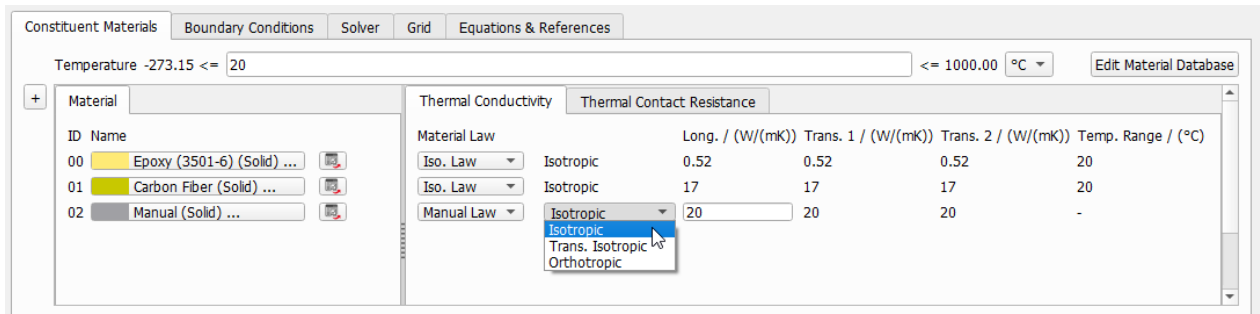 Constituent Materials Boundary Conditions Solver Grid Equations & References
Temperature -273.15 <= 20 <= 1000.00 °C Edit Material Database
+ Material Thermal Conductivity Thermal Contact Resistance
ID Name Material Law Long. / (W/(mK)) Trans. 1 / (W/(mK)) Trans. 2 / (W/(mK)) Temp. Range / (°C)
00 Epoxy (3501-6) (Solid) ... Iso. Law Isotropic 0.52 0.52 0.52 20
01 Carbon Fiber (Solid) ... Iso. Law Isotropic 17 17 17 20
02 Manual (Solid) ... Manual Law Isotropic 20 20 20 -
Isotropic
Trans. Isotropic
Orthotropic